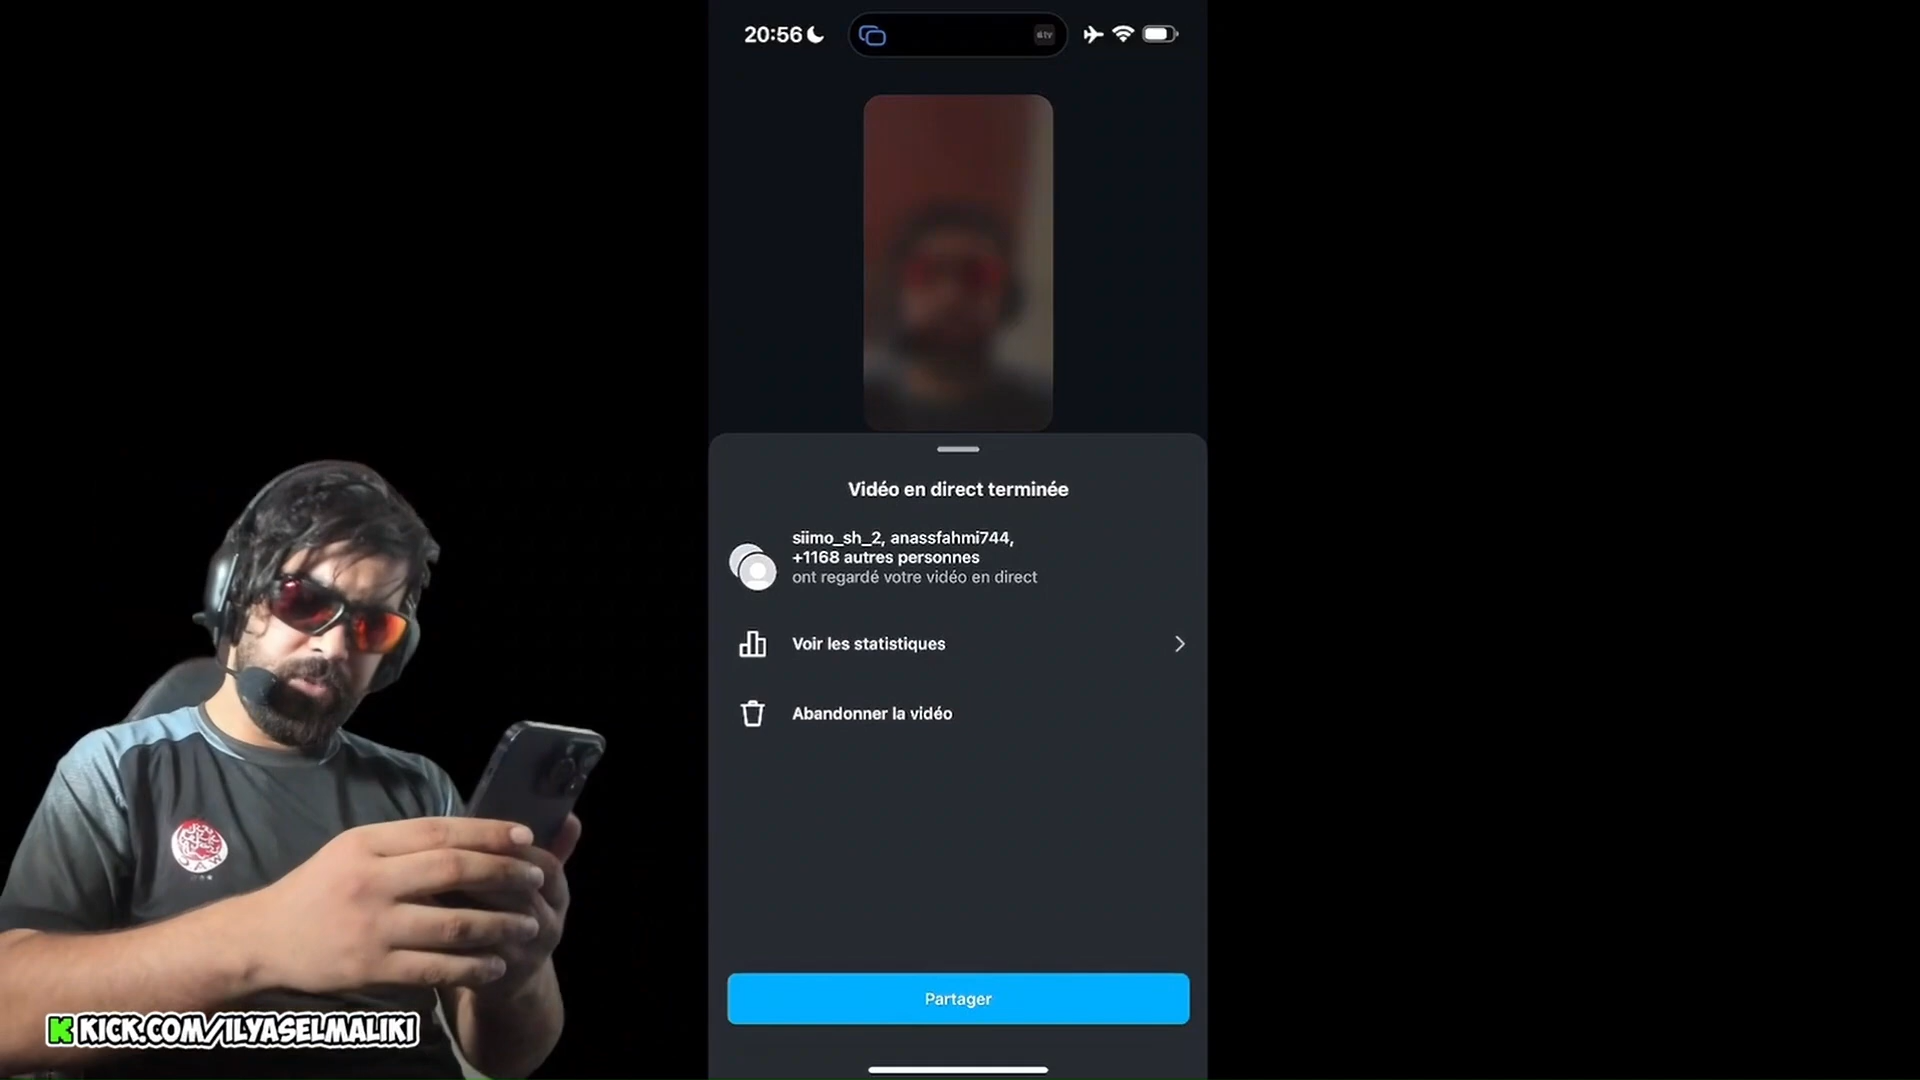 20:56
tv
Vidéo en direct terminée
siimo_sh_2, anassfahmi744,
+1168 autres personnes
ont regardé votre vidéo en direct
Voir les statistiques
Abandonner la vidéo
Partager
K KICK.COM/ILYASELMALIKI